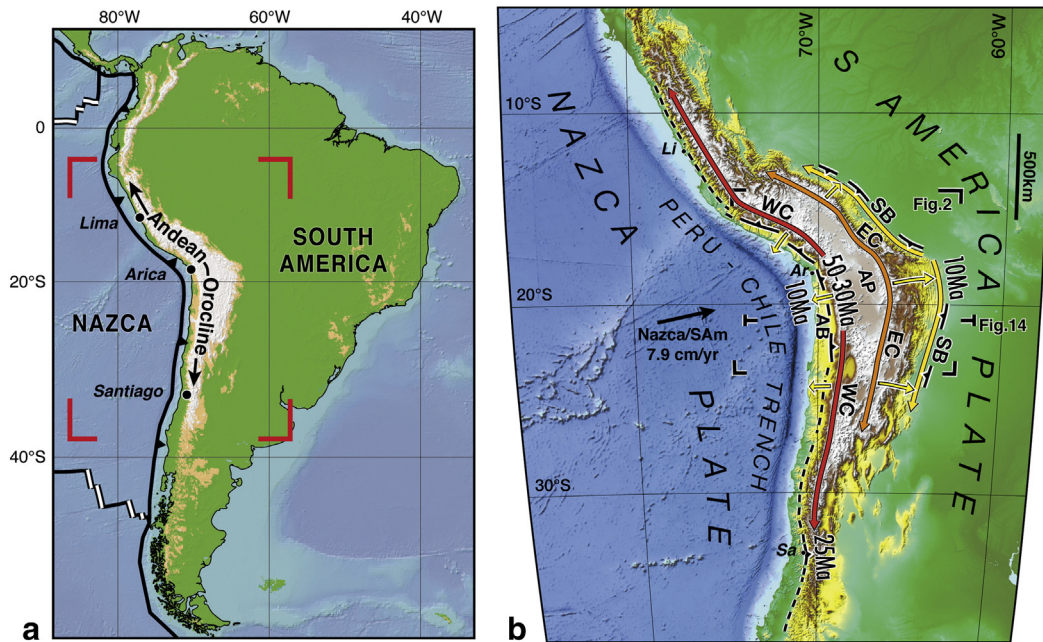 80°W
60°W
40°W
0
20°S
40°S
Lima
Arica
Santiago
Andean–Orocline
SOUTH
AMERICA
NAZCA
a
70°W
60°W
10°S
20°S
30°S
NAZCA
PLATE
S AMERICA
PLATE
PERU - CHILE TRENCH
Li
WC
SB
EC
Fig.2
500km
Ar.
AP
50-30Ma
10Ma
10Ma
AB
EC
SB
Fig.14
Nazca/SAm
7.9 cm/yr
WC
Sa
25Ma
b